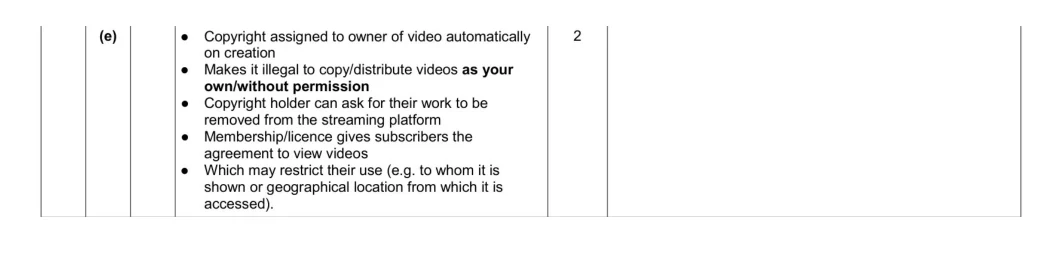 (e)
● Copyright assigned to owner of video automatically
on creation
● Makes it illegal to copy/distribute videos as your
own/without permission
● Copyright holder can ask for their work to be
removed from the streaming platform
● Membership/licence gives subscribers the
agreement to view videos
● Which may restrict their use (e.g. to whom it is
shown or geographical location from which it is
accessed).
2